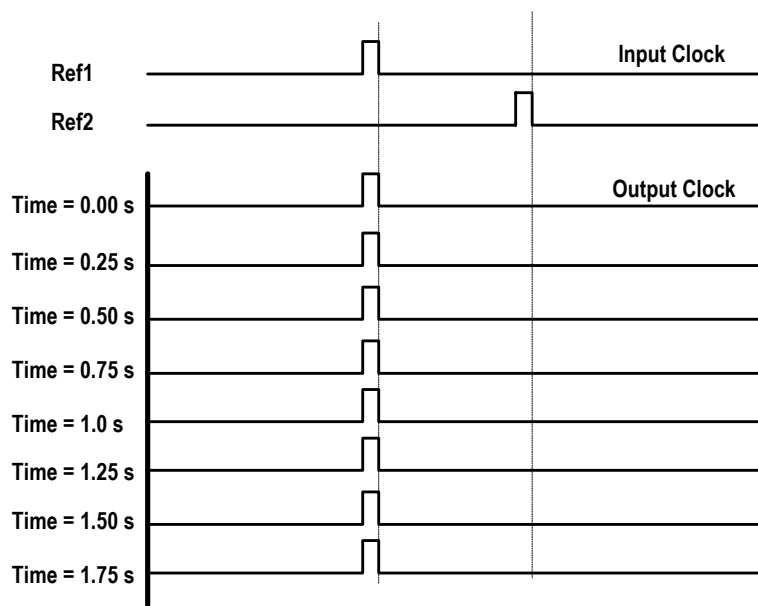 Input Clock
Ref1
Ref2
Output Clock
Time = 0.00 s
Time = 0.25 s
Time = 0.50 s
Time = 0.75 s
Time = 1.0 s
Time = 1.25 s
Time = 1.50 s
Time = 1.75 s